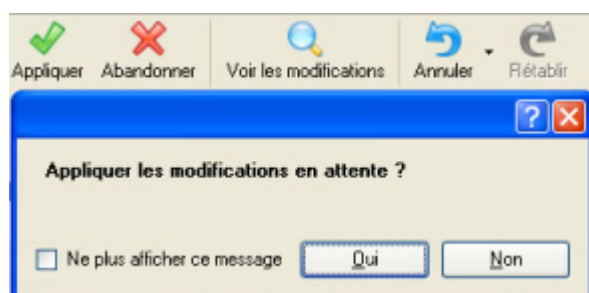 Appliquer Abandonner Voir les modifications Annuler Rétablir
?
Appliquer les modifications en attente ?
Ne plus afficher ce message Oui Non